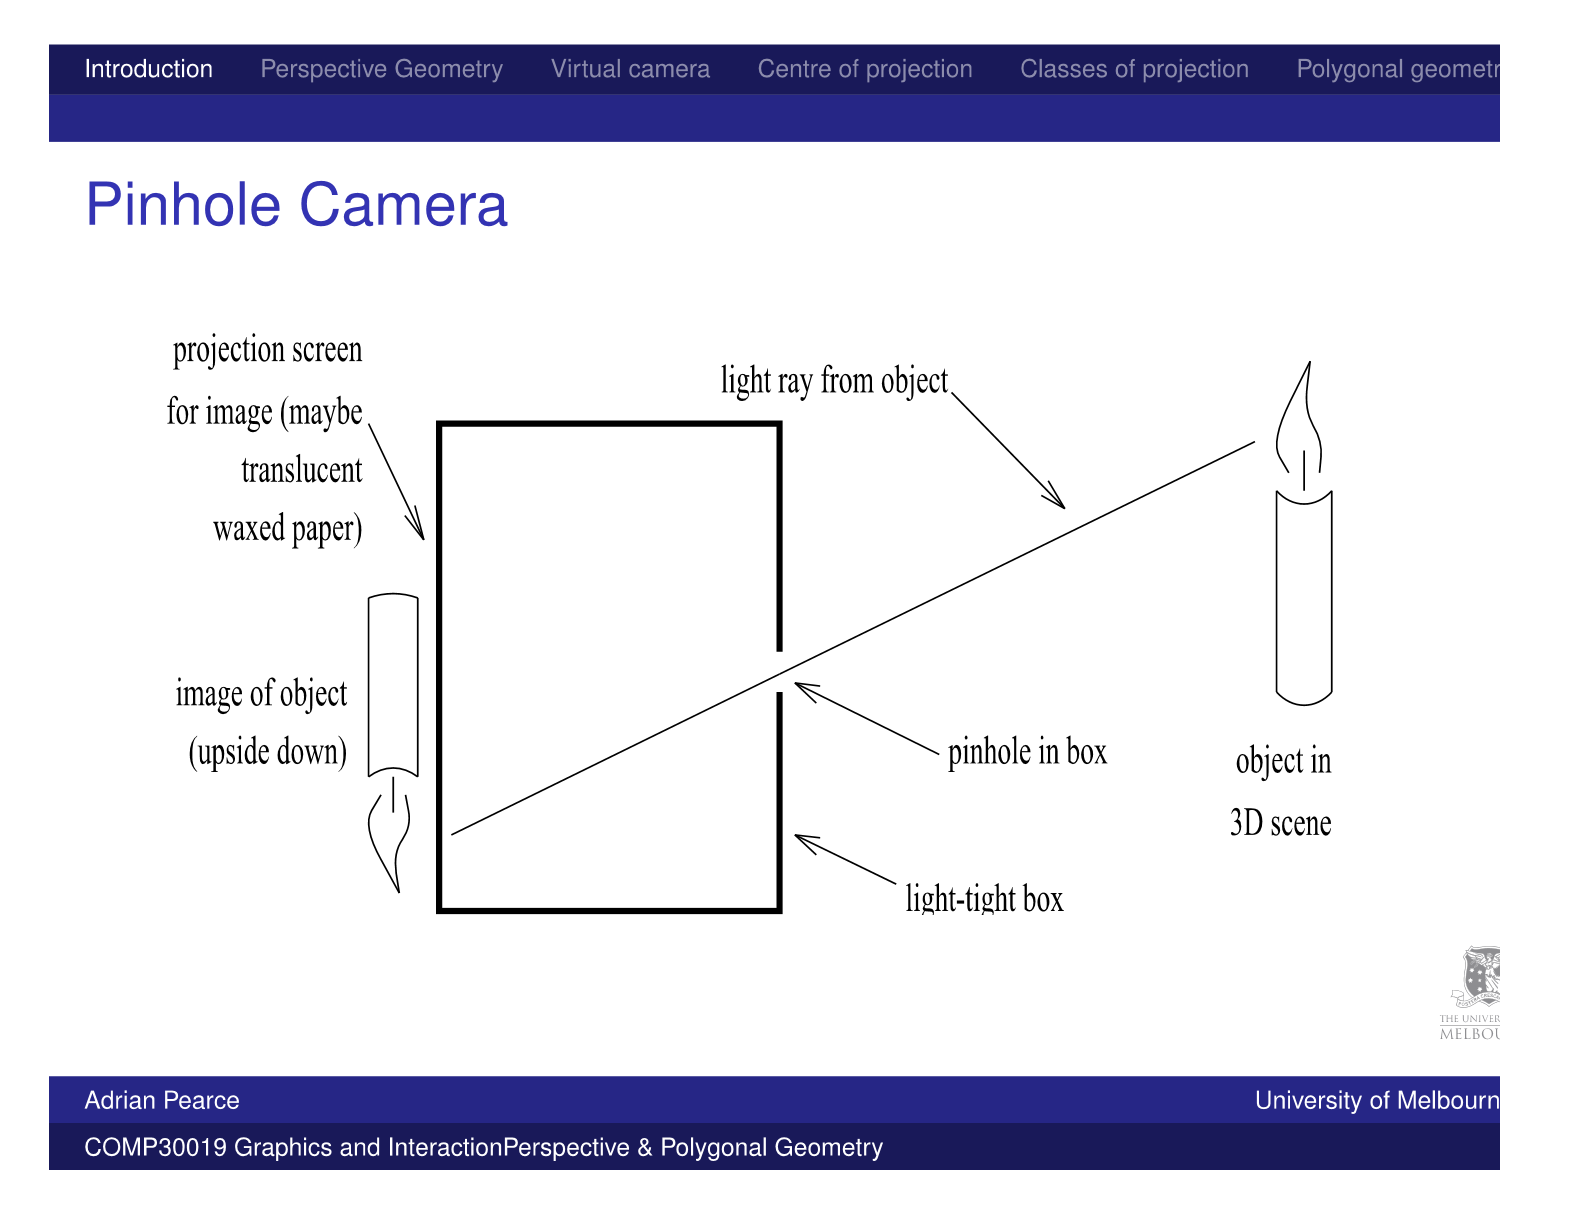 Introduction Perspective Geometry Virtual camera Centre of projection Classes of projection Polygonal geometr
Pinhole Camera
projection screen
for image (maybe
translucent
waxed paper)
light ray from object
image of object
(upside down)
pinhole in box
object in
3D scene
light-tight box
THE UNIVER
MELBOU
Adrian Pearce University of Melbourn
COMP30019 Graphics and InteractionPerspective & Polygonal Geometry